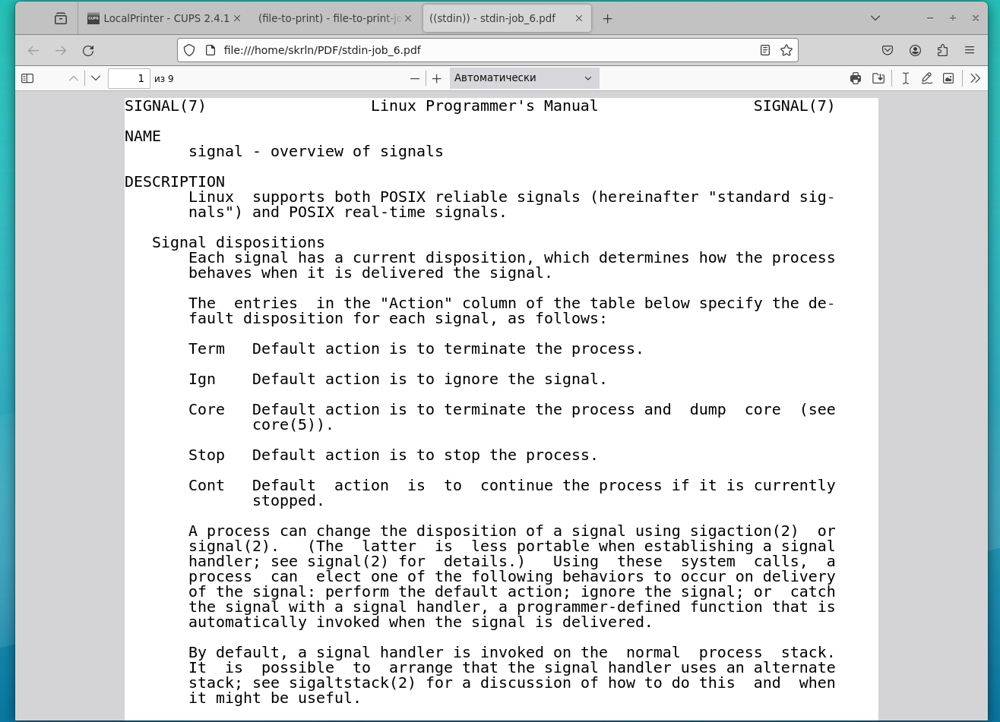 CUPS LocalPrinter - CUPS 2.4.1
(file-to-print) - file-to-print-jo
((stdin)) - stdin-job_6.pdf
file:///home/skrln/PDF/stdin-job_6.pdf
1 из 9
Автоматически
SIGNAL(7) Linux Programmer's Manual SIGNAL(7)
NAME
signal - overview of signals
DESCRIPTION
Linux supports both POSIX reliable signals (hereinafter "standard sig-
nals") and POSIX real-time signals.
Signal dispositions
Each signal has a current disposition, which determines how the process
behaves when it is delivered the signal.
The entries in the "Action" column of the table below specify the de-
fault disposition for each signal, as follows:
Term Default action is to terminate the process.
Ign Default action is to ignore the signal.
Core Default action is to terminate the process and dump core (see
core(5)).
Stop Default action is to stop the process.
Cont Default action is to continue the process if it is currently
stopped.
A process can change the disposition of a signal using sigaction(2) or
signal(2). (The latter is less portable when establishing a signal
handler; see signal(2) for details.) Using these system calls, a
process can elect one of the following behaviors to occur on delivery
of the signal: perform the default action; ignore the signal; or catch
the signal with a signal handler, a programmer-defined function that is
automatically invoked when the signal is delivered.
By default, a signal handler is invoked on the normal process stack.
It is possible to arrange that the signal handler uses an alternate
stack; see sigaltstack(2) for a discussion of how to do this and when
it might be useful.